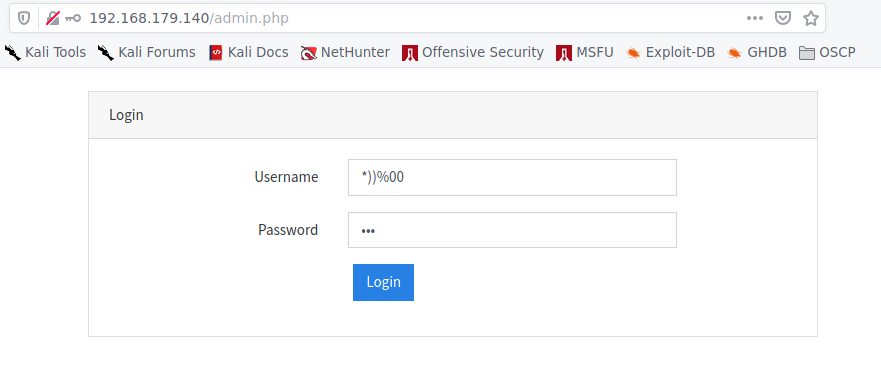 192.168.179.140/admin.php
Kali Tools Kali Forums Kali Docs NetHunter Offensive Security MSFU Exploit-DB GHDB OSCP
Login
Username *))%00
Password •••
Login